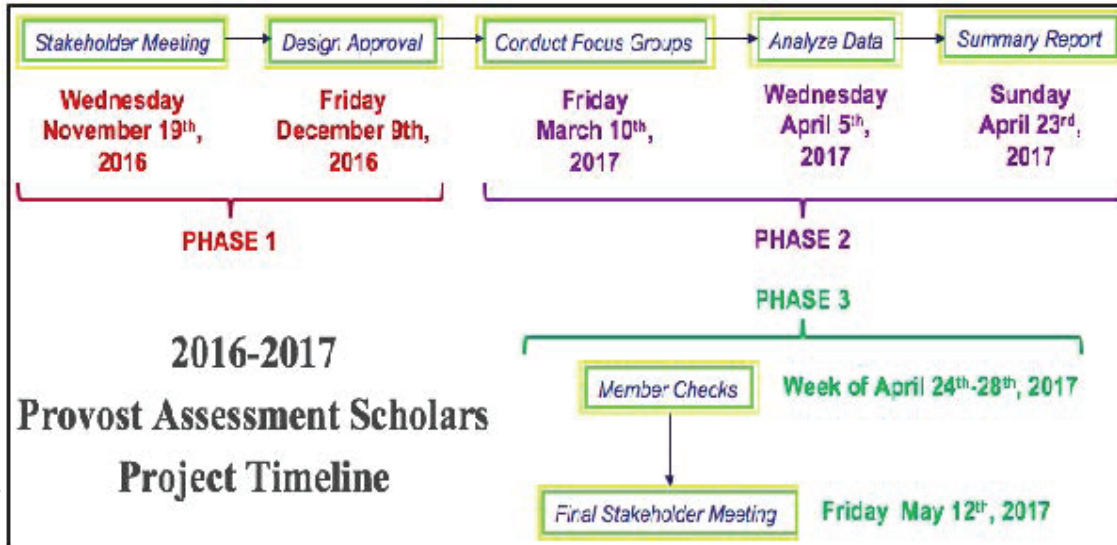 Stakeholder Meeting
Design Approval
Conduct Focus Groups
Analyze Data
Summary Report
Wednesday
November 19th,
2016
Friday
December 9th,
2016
Friday
March 10th,
2017
Wednesday
April 5th,
2017
Sunday
April 23rd,
2017
PHASE 1
PHASE 2
PHASE 3
2016-2017
Provost Assessment Scholars
Project Timeline
Member Checks
Week of April 24th-28th, 2017
Final Stakeholder Meeting
Friday May 12th, 2017